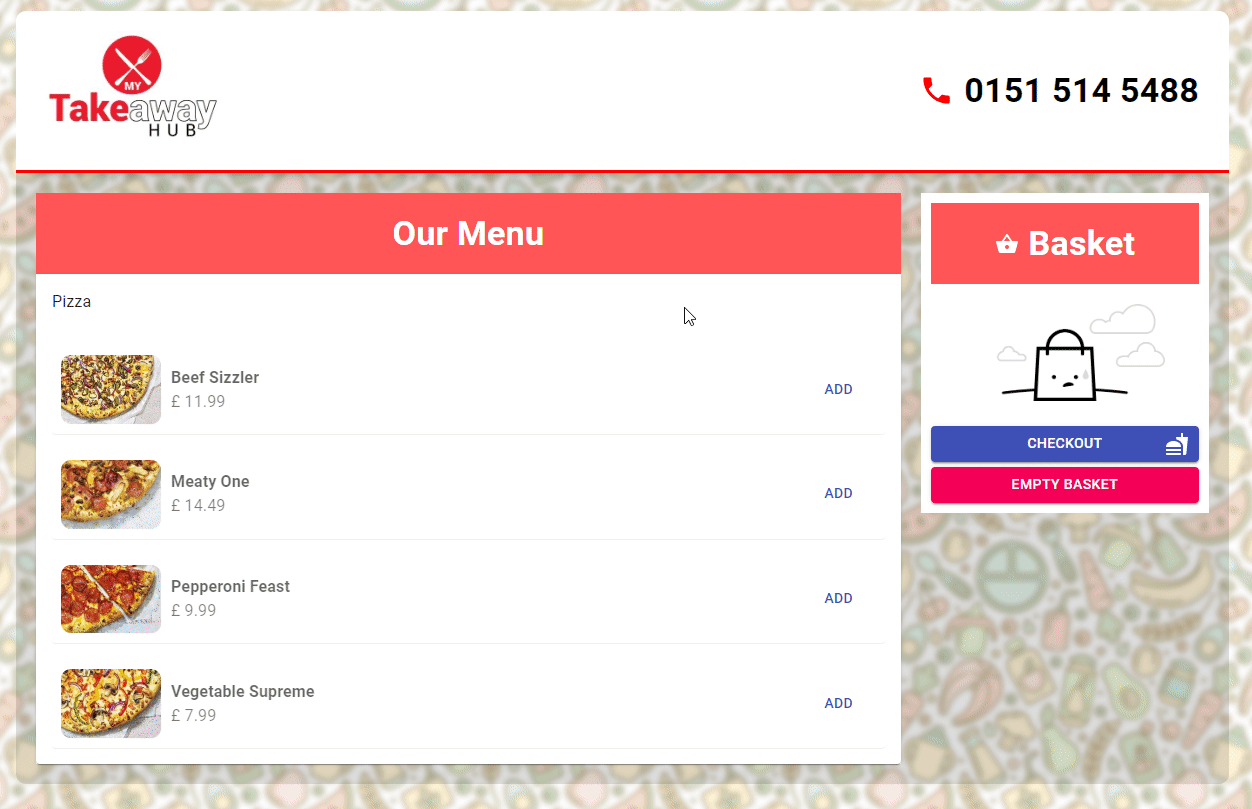 MY
Takeaway
HUB
0151 514 5488
Our Menu
Pizza
Beef Sizzler
£ 11.99
ADD
Meaty One
£ 14.49
ADD
Pepperoni Feast
£ 9.99
ADD
Vegetable Supreme
£ 7.99
ADD
Basket
CHECKOUT
EMPTY BASKET